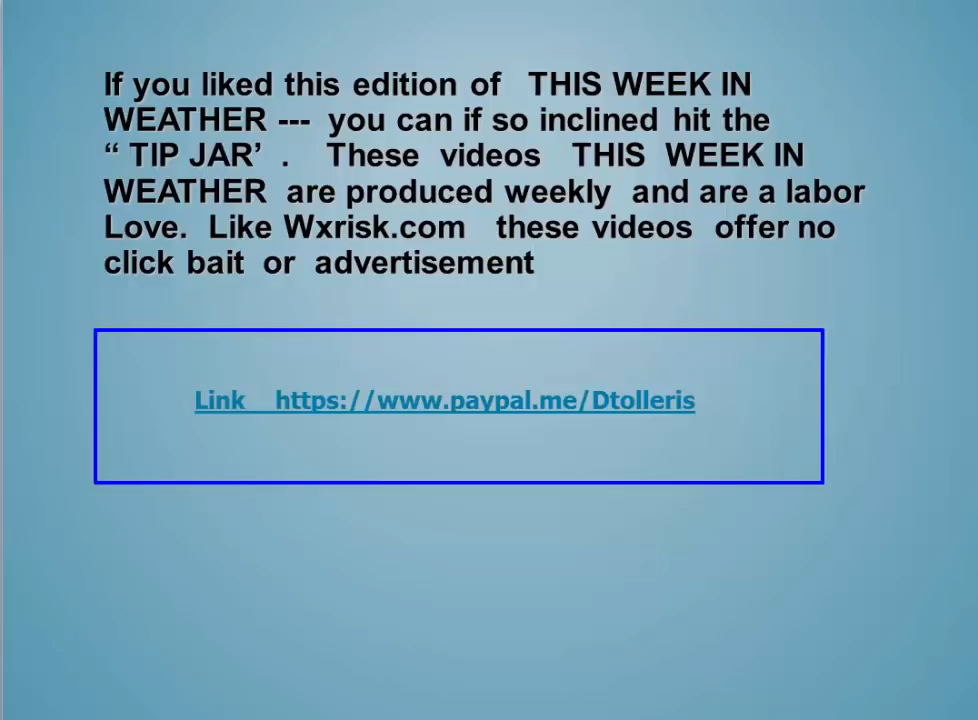 If you liked this edition of THIS WEEK IN
WEATHER --- you can if so inclined hit the
“ TIP JAR’ . These videos THIS WEEK IN
WEATHER are produced weekly and are a labor
Love. Like Wxrisk.com these videos offer no
click bait or advertisement
Link https://www.paypal.me/Dtolleris